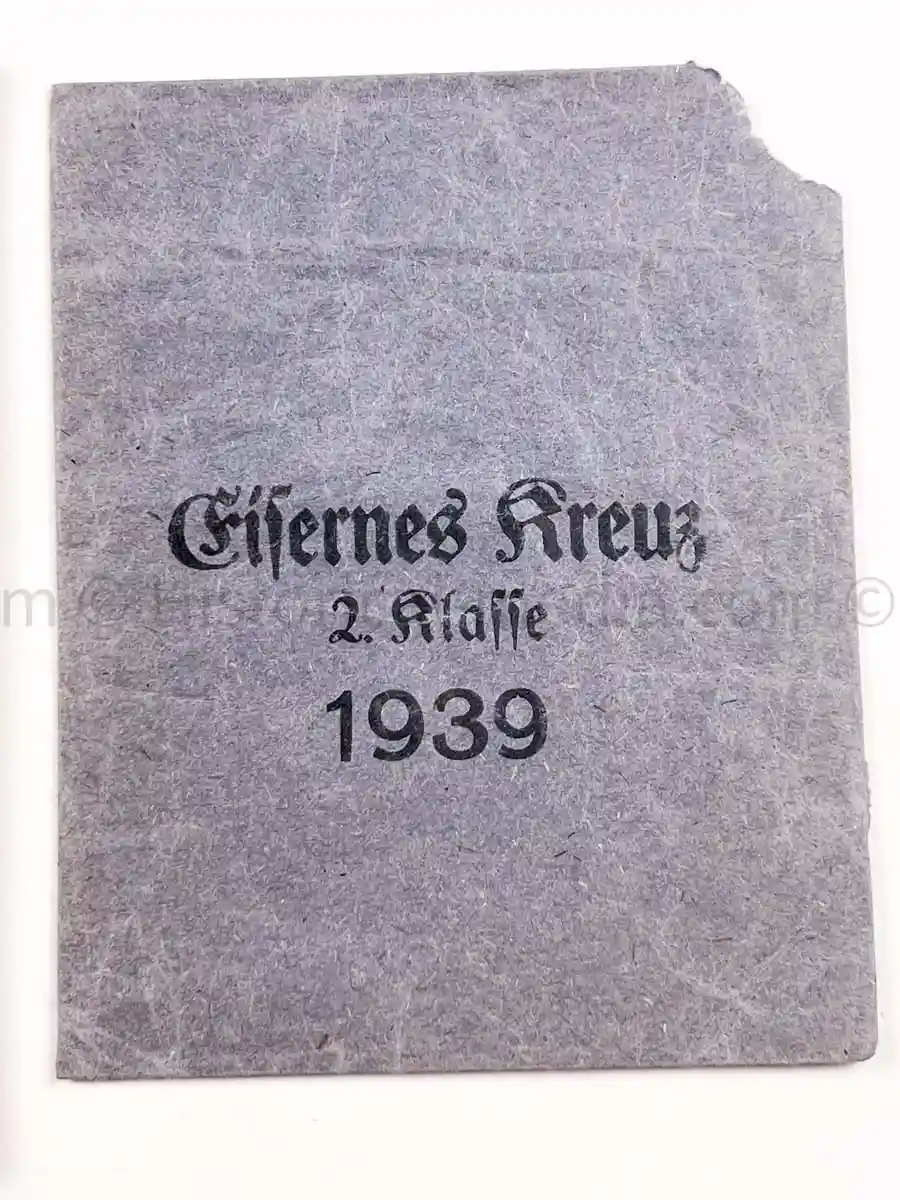 Eiſernes Kreuz
2. Klaſſe
1939